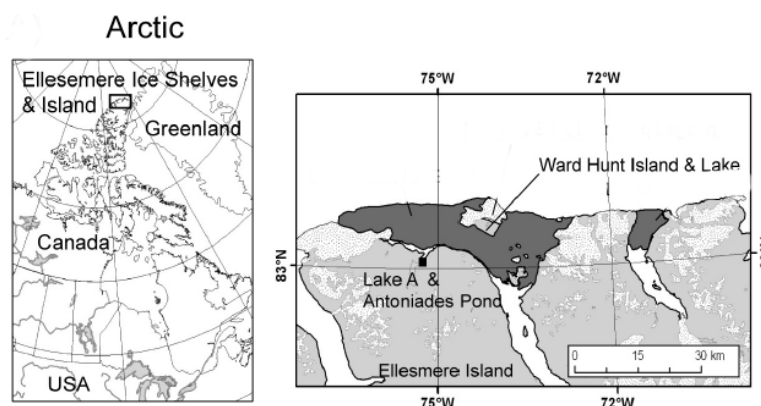 Arctic
Ellesemere Ice Shelves
& Island
Greenland
Canada
USA
75°W
72°W
Ward Hunt Island & Lake
83°N
Lake A &
Antoniades Pond
Ellesmere Island
0 15 30 km
75°W
72°W